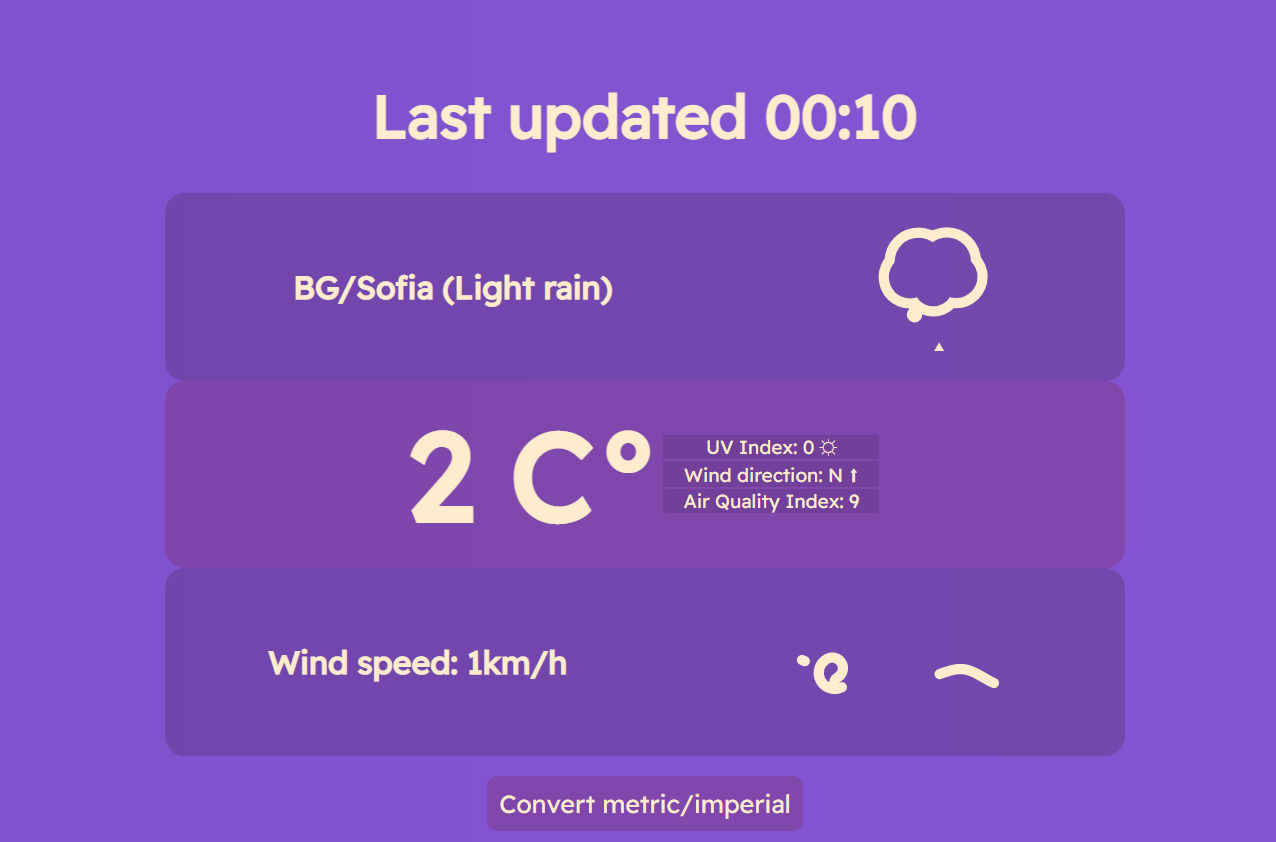 Last updated 00:10
BG/Sofia (Light rain)
2 C°
UV Index: 0 ☼
Wind direction: N ⭡
Air Quality Index: 9
Wind speed: 1km/h
Convert metric/imperial